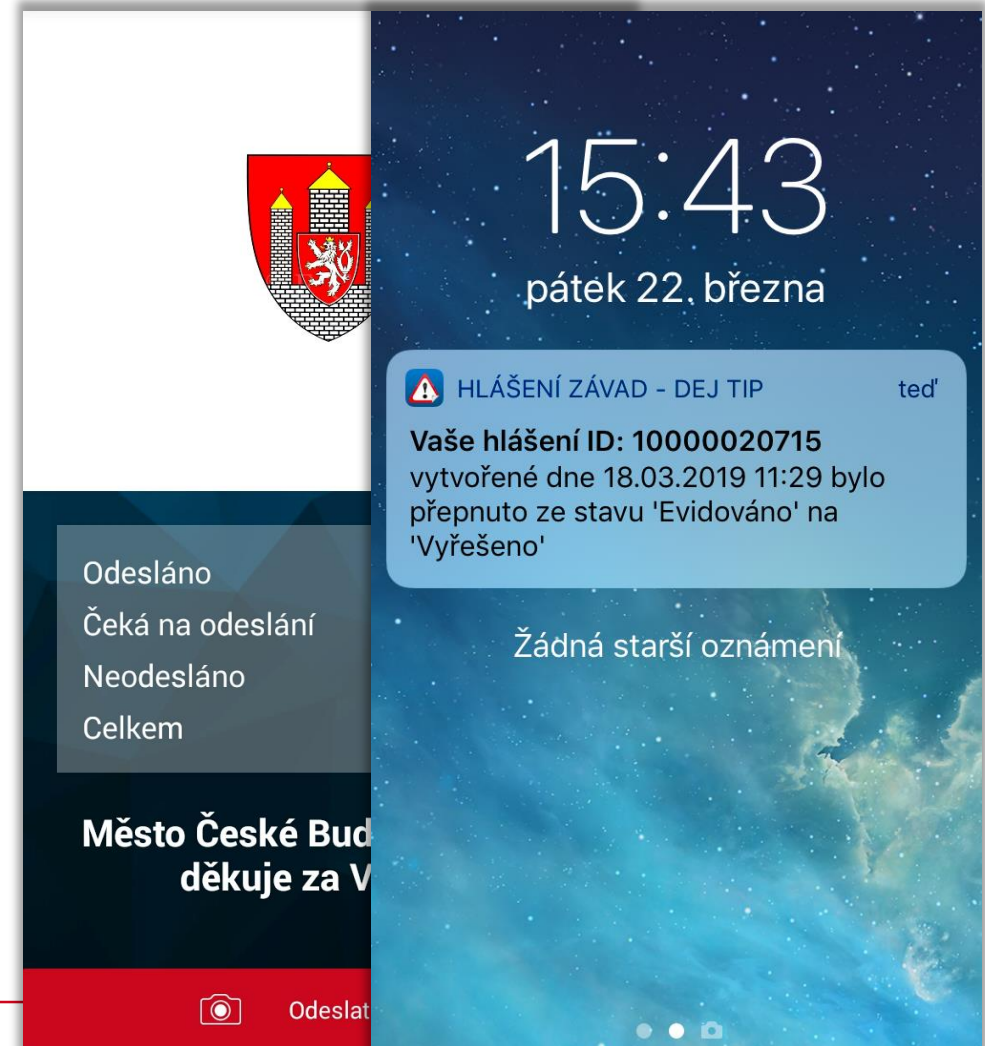 Odesláno
Čeká na odeslání
Neodesláno
Celkem
Město České Bud
děkuje za V
Odeslat
15:43
pátek 22. března
HLÁŠENÍ ZÁVAD - DEJ TIP teď
Vaše hlášení ID: 10000020715
vytvořené dne 18.03.2019 11:29 bylo
přepnuto ze stavu 'Evidováno' na
'Vyřešeno'
Žádná starší oznámení